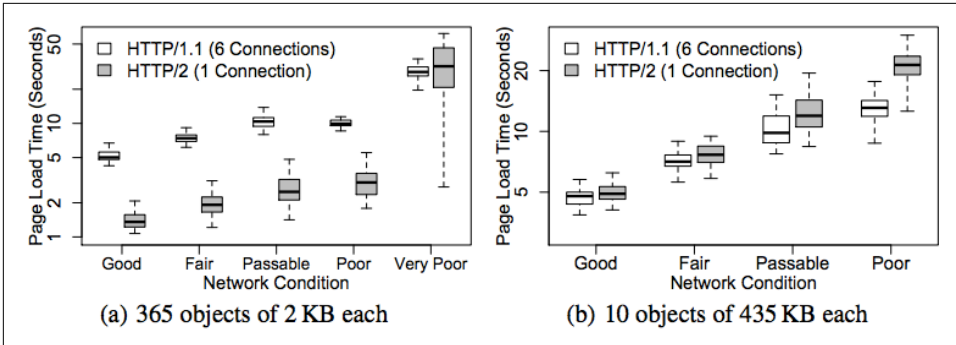 Page Load Time (Seconds)
50
10
5
2
1
HTTP/1.1 (6 Connections)
HTTP/2 (1 Connection)
Good Fair Passable Poor Very Poor
Network Condition
(a) 365 objects of 2 KB each
Page Load Time (Seconds)
20
10
5
HTTP/1.1 (6 Connections)
HTTP/2 (1 Connection)
Good Fair Passable Poor
Network Condition
(b) 10 objects of 435 KB each